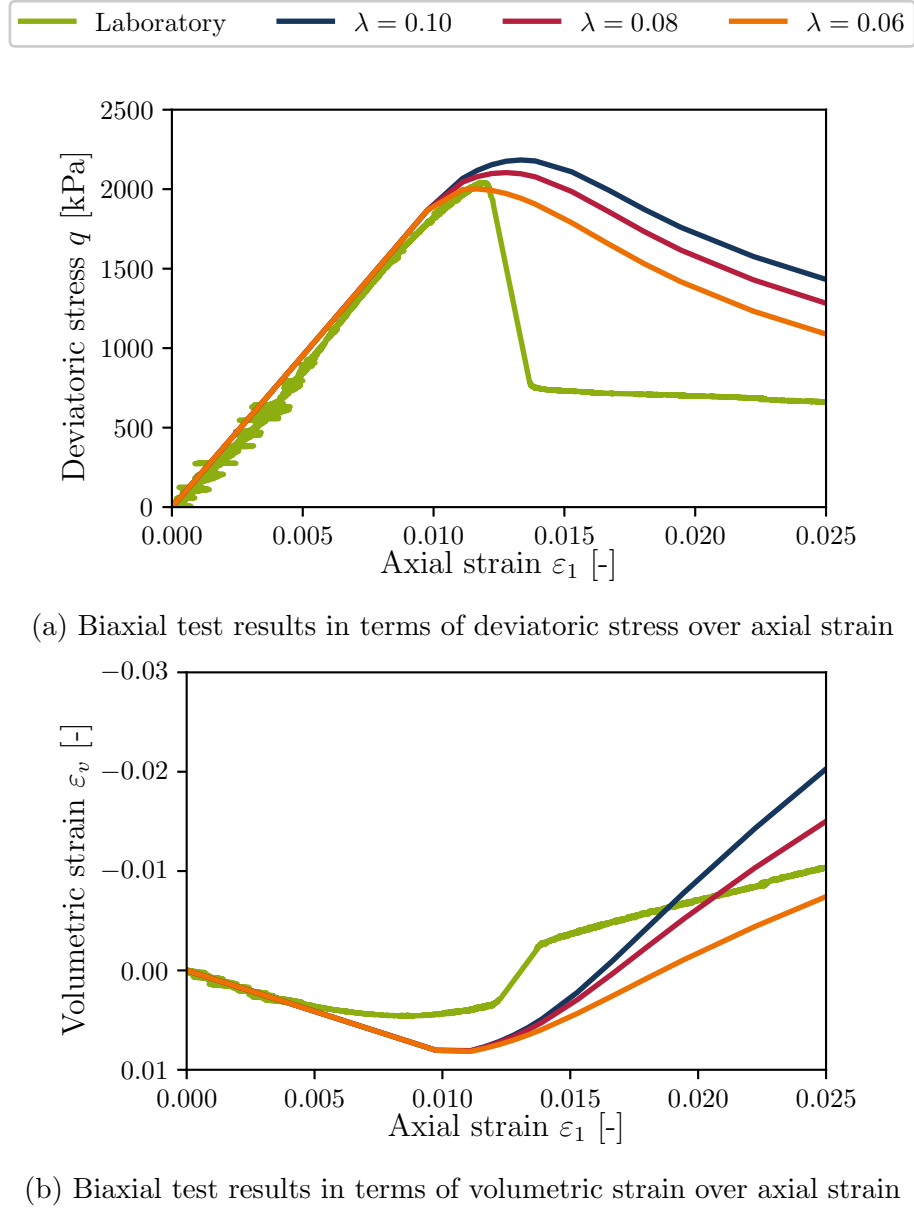 Laboratory λ = 0.10 λ = 0.08 λ = 0.06
2500
2000
1500
1000
500
0
Deviatoric stress q [kPa]
0.000 0.005 0.010 0.015 0.020 0.025
Axial strain ε₁ [-]
(a) Biaxial test results in terms of deviatoric stress over axial strain
−0.03
−0.02
−0.01
0.00
0.01
Volumetric strain εᵥ [-]
0.000 0.005 0.010 0.015 0.020 0.025
Axial strain ε₁ [-]
(b) Biaxial test results in terms of volumetric strain over axial strain